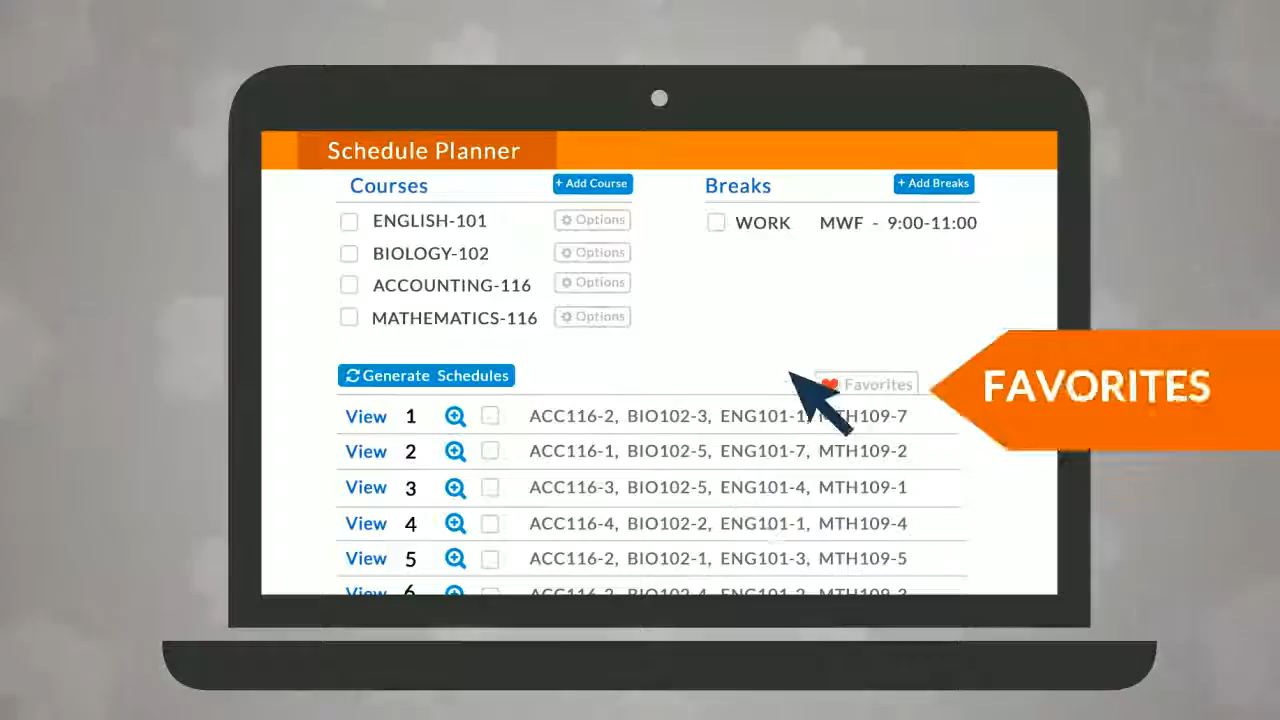 Schedule Planner
Courses
+ Add Course
Breaks
+ Add Breaks
ENGLISH-101
Options
WORK MWF - 9:00-11:00
BIOLOGY-102
Options
ACCOUNTING-116
Options
MATHEMATICS-116
Options
Generate Schedules
Favorites
FAVORITES
View 1 ACC116-2, BIO102-3, ENG101-1, MTH109-7
View 2 ACC116-1, BIO102-5, ENG101-7, MTH109-2
View 3 ACC116-3, BIO102-5, ENG101-4, MTH109-1
View 4 ACC116-4, BIO102-2, ENG101-1, MTH109-4
View 5 ACC116-2, BIO102-1, ENG101-3, MTH109-5
View 6